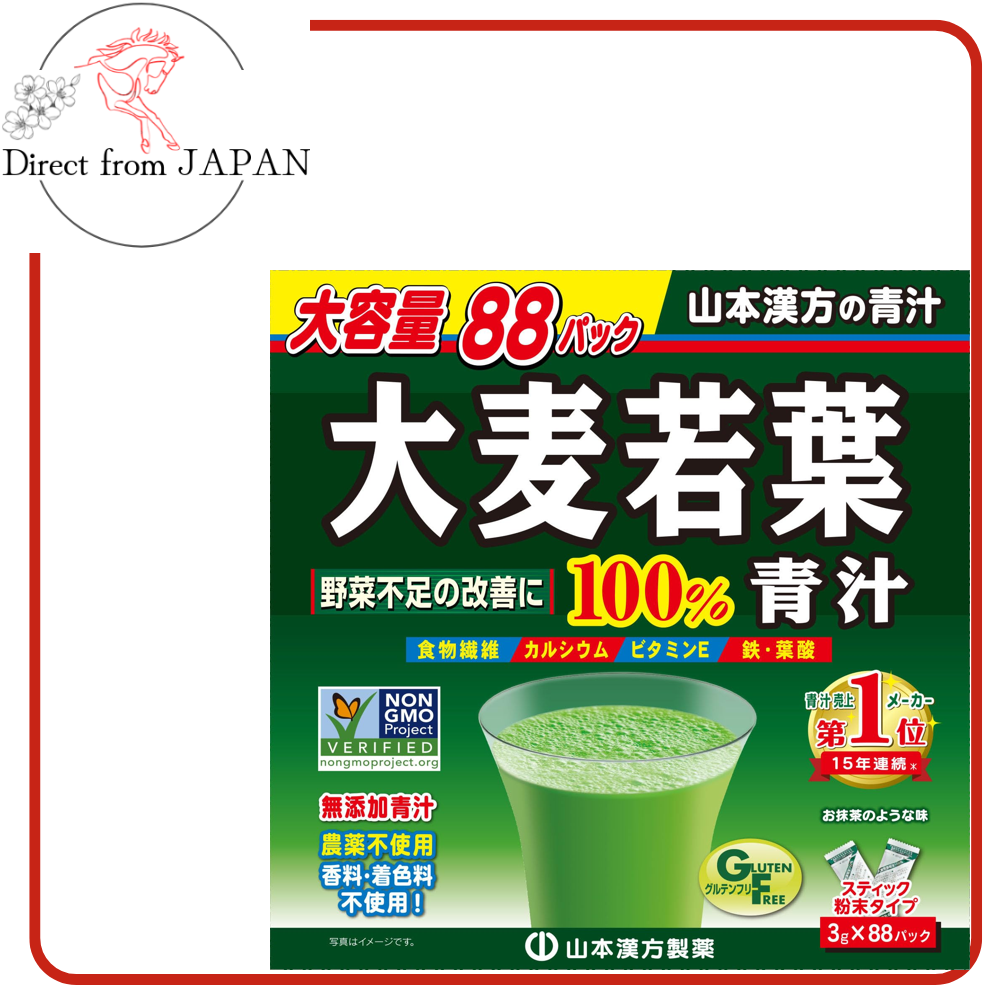 Direct from JAPAN
大容量 88パック
山本漢方の青汁
大麦若葉
野菜不足の改善に
100% 青汁
食物繊維 カルシウム ビタミンE 鉄・葉酸
NON
GMO
Project
VERIFIED
nongmoproject.org
青汁売上 メーカー
第1位
15年連続*
無添加青汁
農薬不使用
香料・着色料
不使用!
お抹茶のような味
GLUTEN
グルテンフリー
FREE
スティック
粉末タイプ
3g×88パック
写真はイメージです。
山本漢方製薬